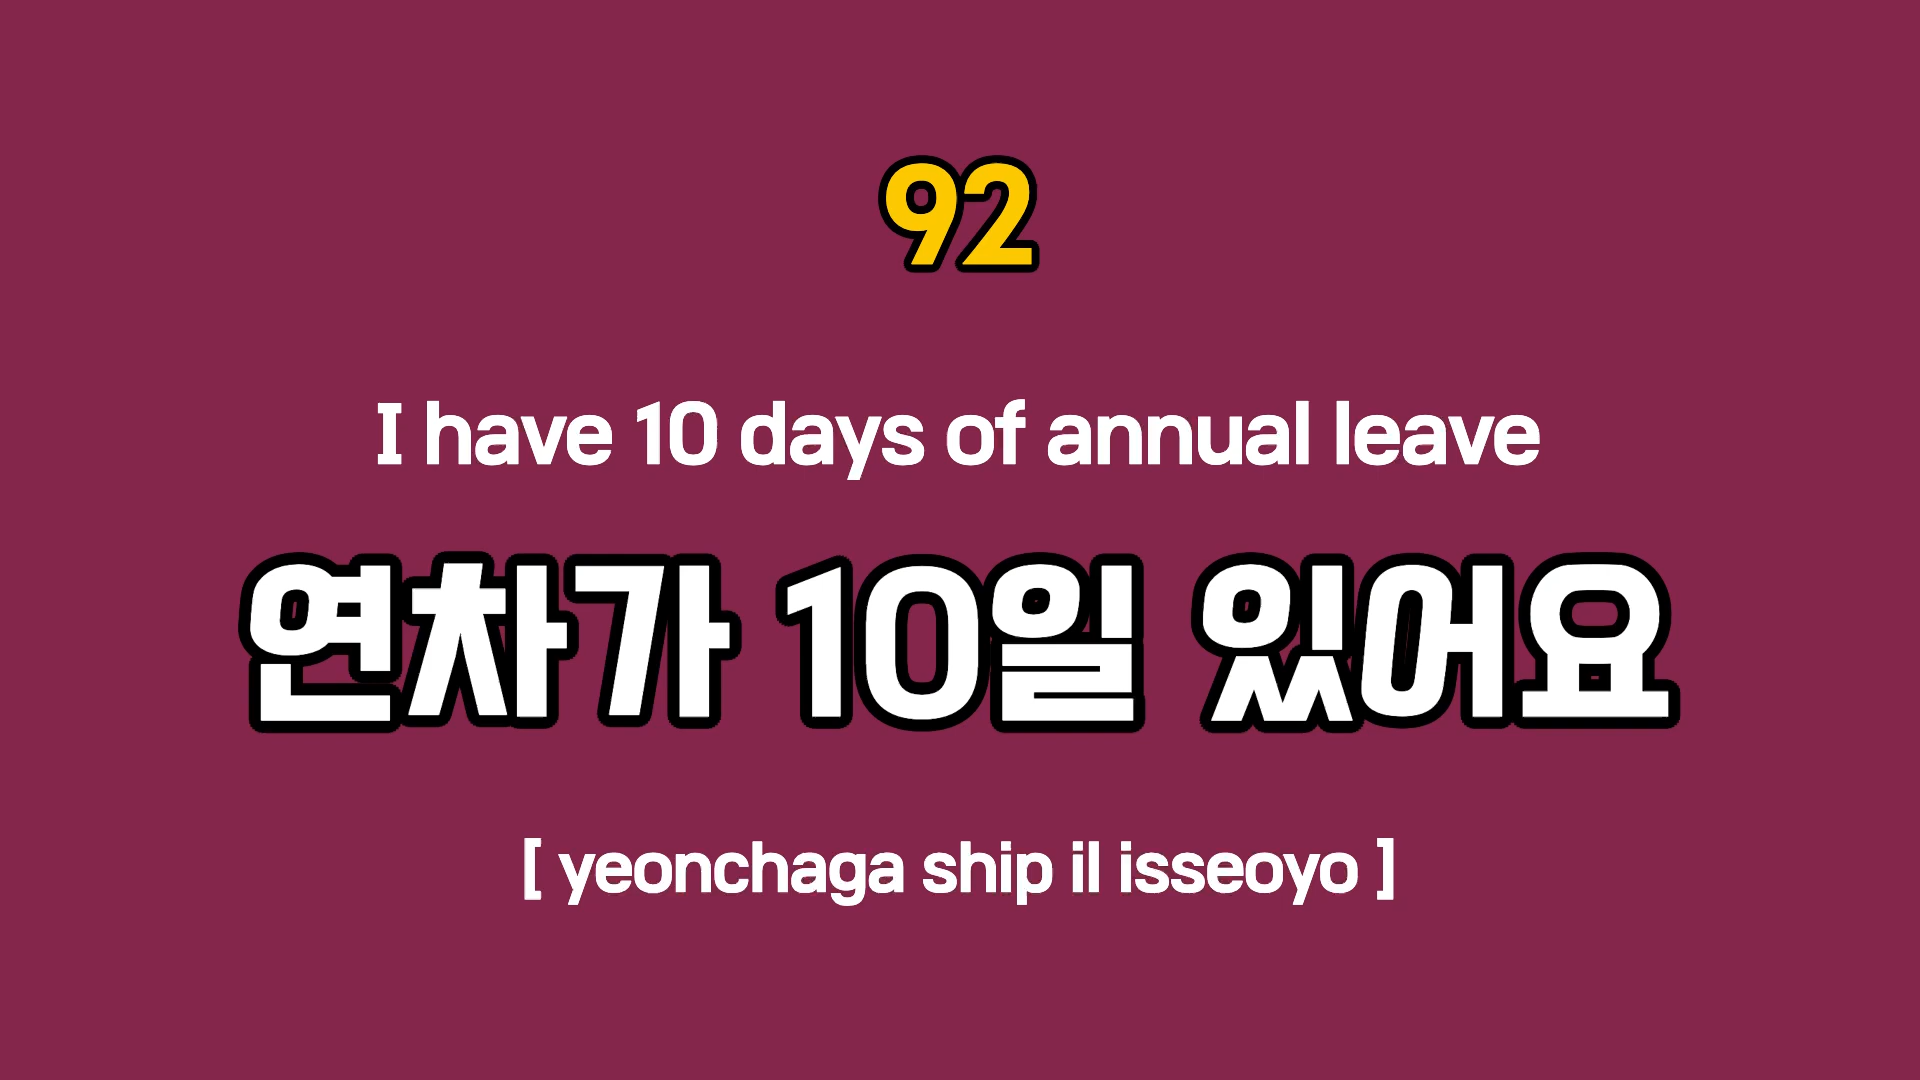 92
I have 10 days of annual leave
연차가 10일 있어요
[ yeonchaga ship il isseoyo ]